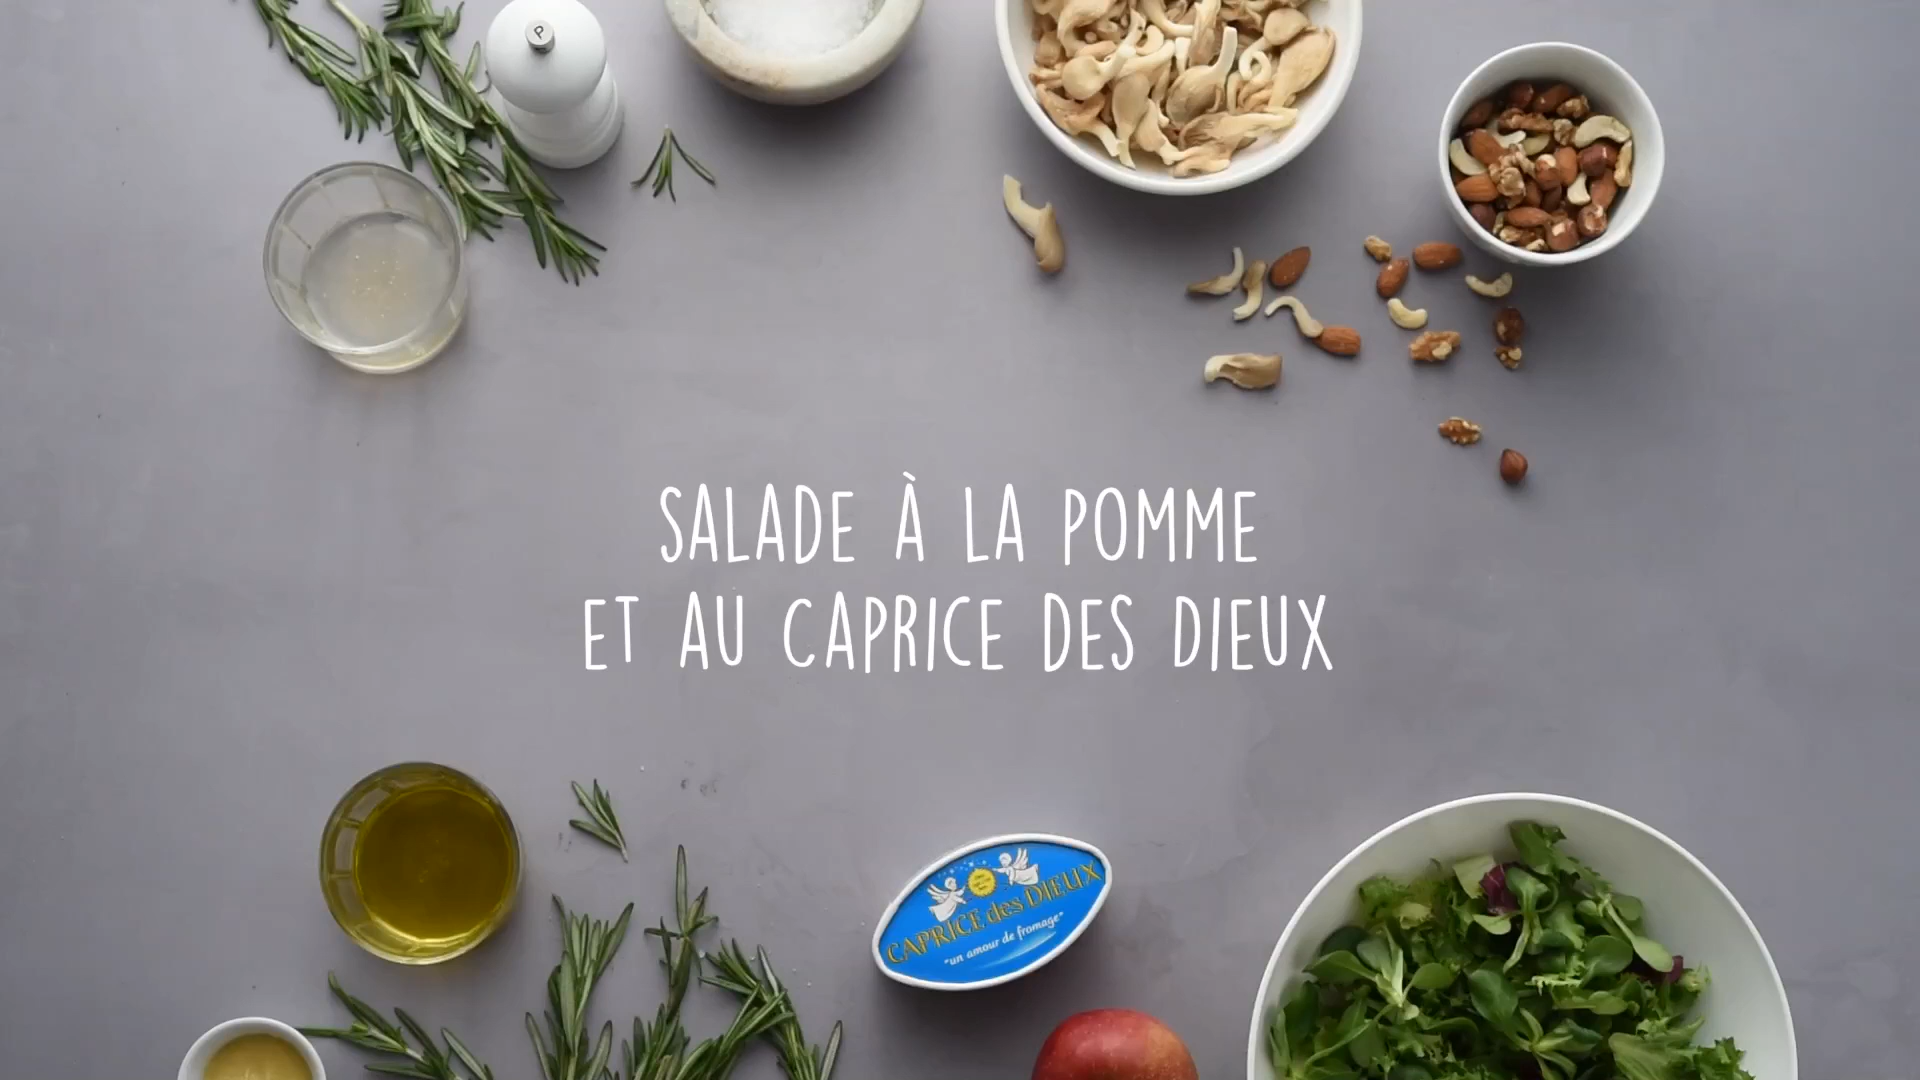 P
SALADE À LA POMME
ET AU CAPRICE DES DIEUX
CAPRICE des DIEUX
"un amour de fromage"